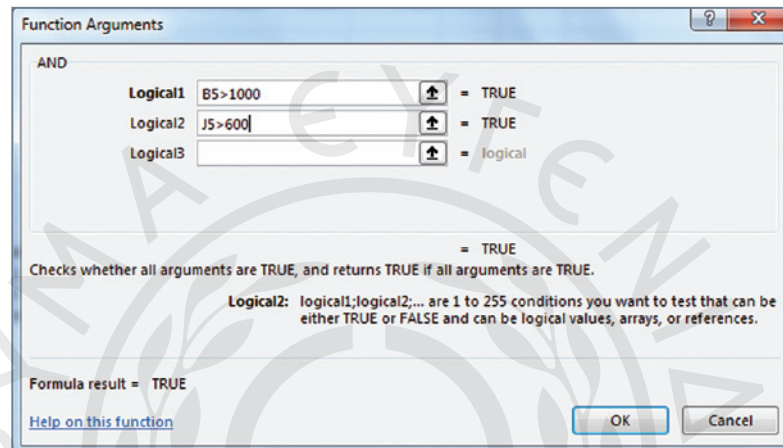 Function Arguments
AND
Logical1 B5>1000 = TRUE
Logical2 J5>600 = TRUE
Logical3 = logical
= TRUE
Checks whether all arguments are TRUE, and returns TRUE if all arguments are TRUE.
Logical2: logical1;logical2;... are 1 to 255 conditions you want to test that can be
either TRUE or FALSE and can be logical values, arrays, or references.
Formula result = TRUE
Help on this function OK Cancel